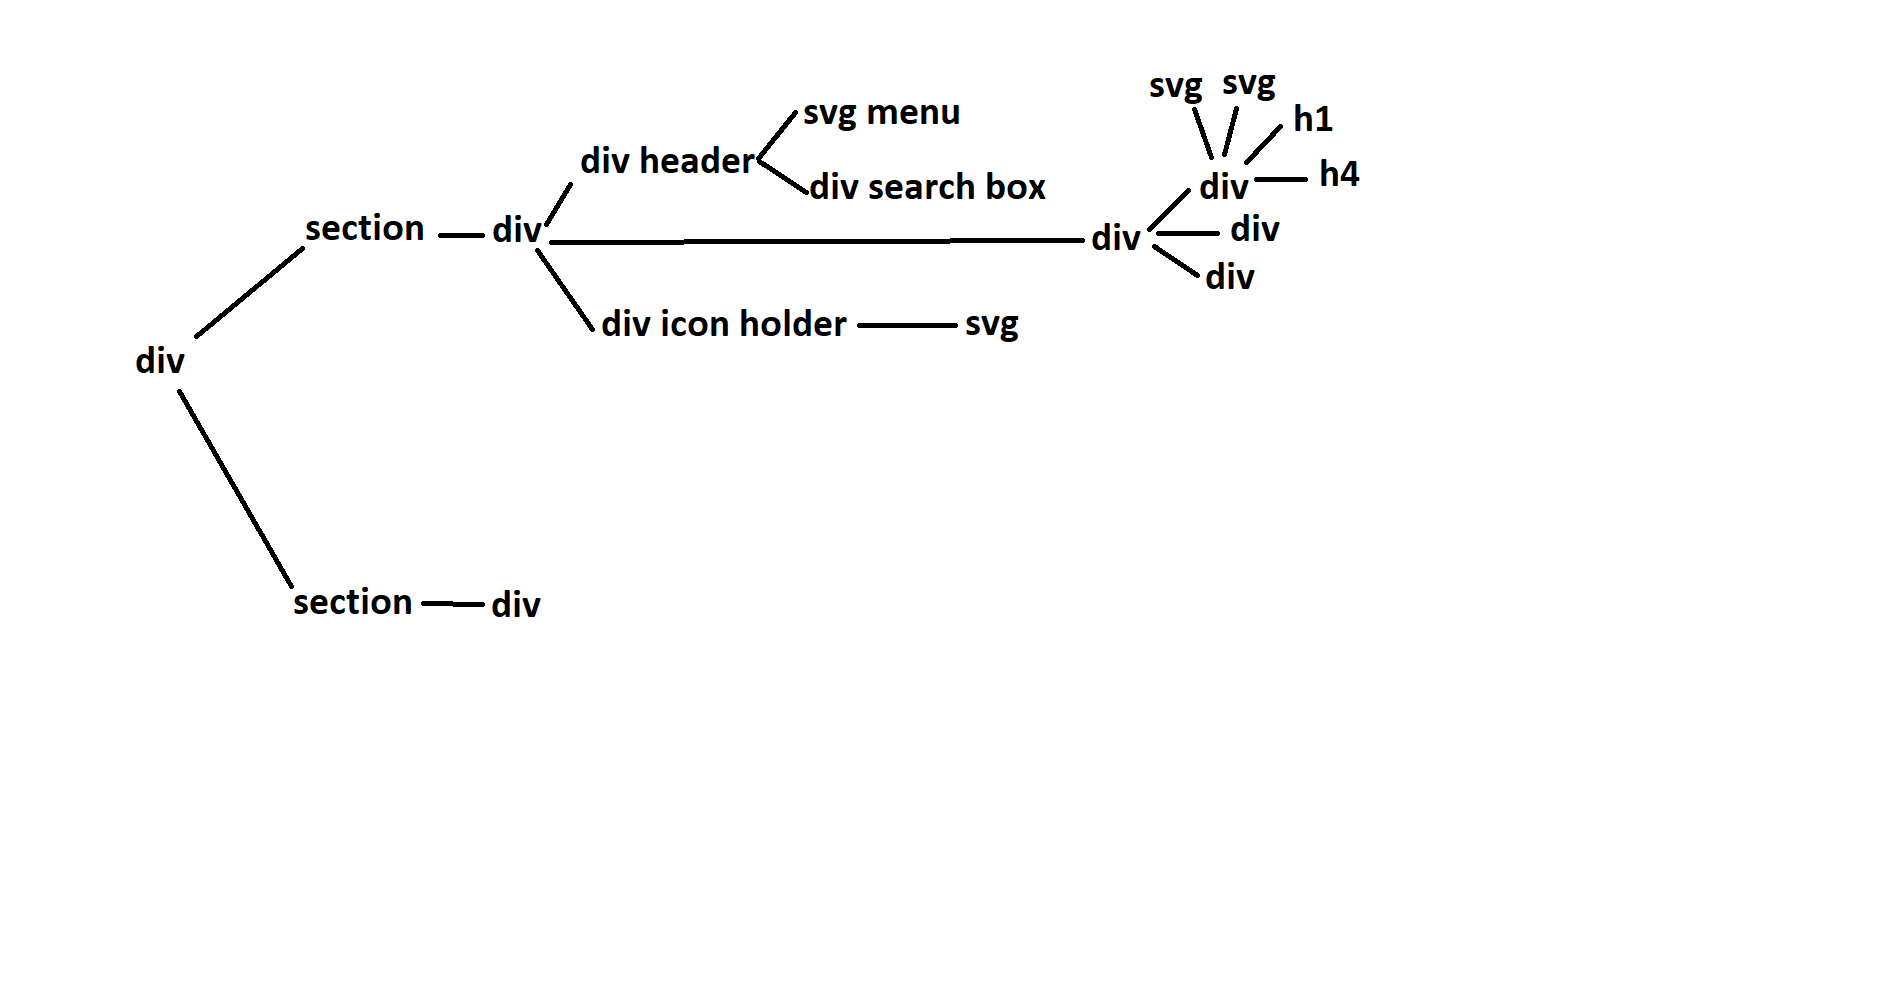 svg
svg
svg menu
h1
div header
h4
div search box
div
section
div
div
div
div
div icon holder
svg
div
section
div